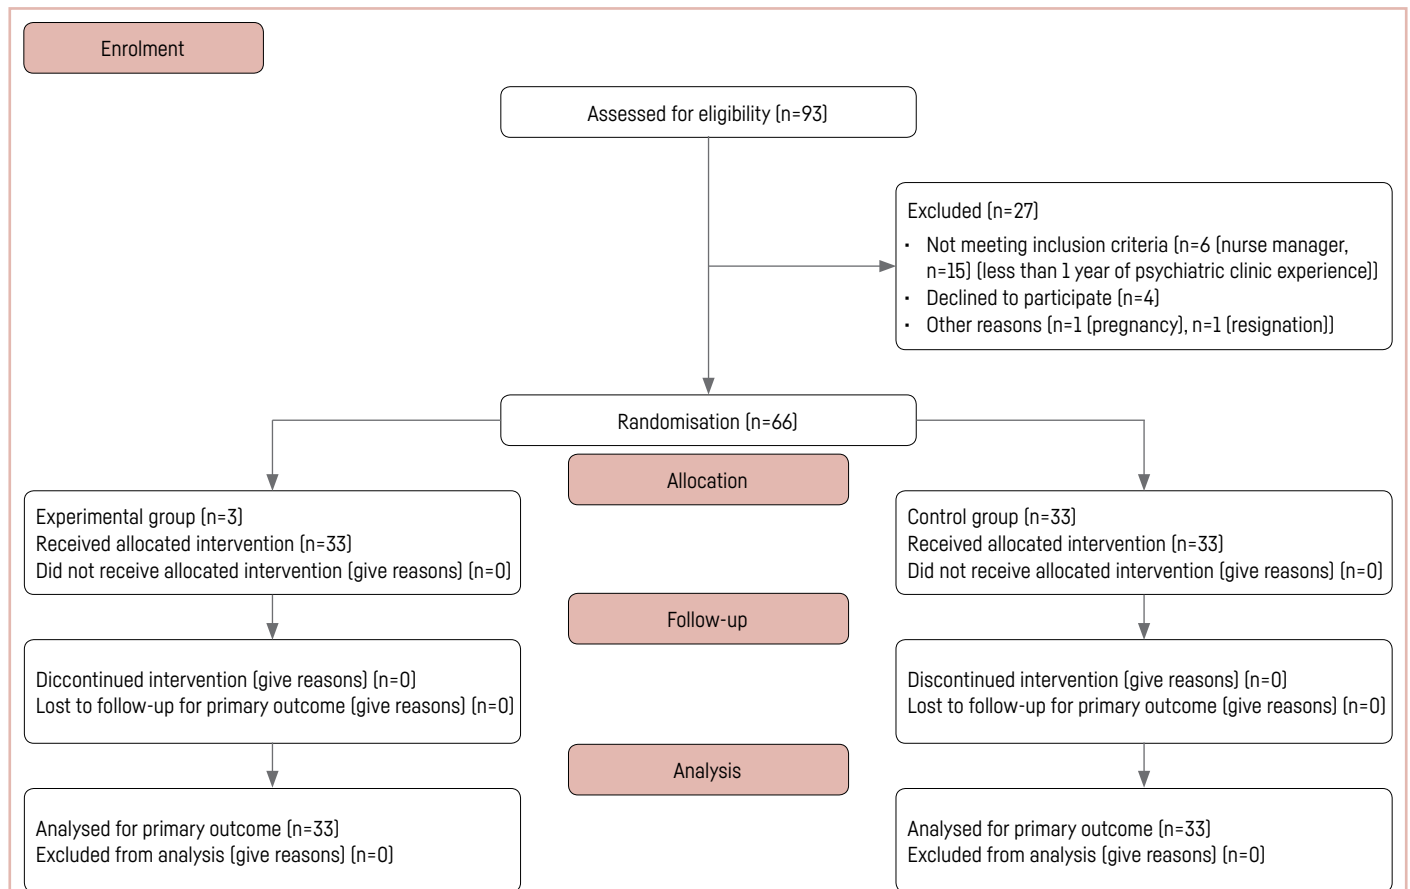 Enrolment
Assessed for eligibility (n=93)
Excluded (n=27)
• Not meeting inclusion criteria (n=6 (nurse manager,
n=15) (less than 1 year of psychiatric clinic experience))
• Declined to participate (n=4)
• Other reasons (n=1 (pregnancy), n=1 (resignation))
Randomisation (n=66)
Allocation
Experimental group (n=3)
Received allocated intervention (n=33)
Did not receive allocated intervention (give reasons) (n=0)
Control group (n=33)
Received allocated intervention (n=33)
Did not receive allocated intervention (give reasons) (n=0)
Follow-up
Diccontinued intervention (give reasons) (n=0)
Lost to follow-up for primary outcome (give reasons) (n=0)
Discontinued intervention (give reasons) (n=0)
Lost to follow-up for primary outcome (give reasons) (n=0)
Analysis
Analysed for primary outcome (n=33)
Excluded from analysis (give reasons) (n=0)
Analysed for primary outcome (n=33)
Excluded from analysis (give reasons) (n=0)